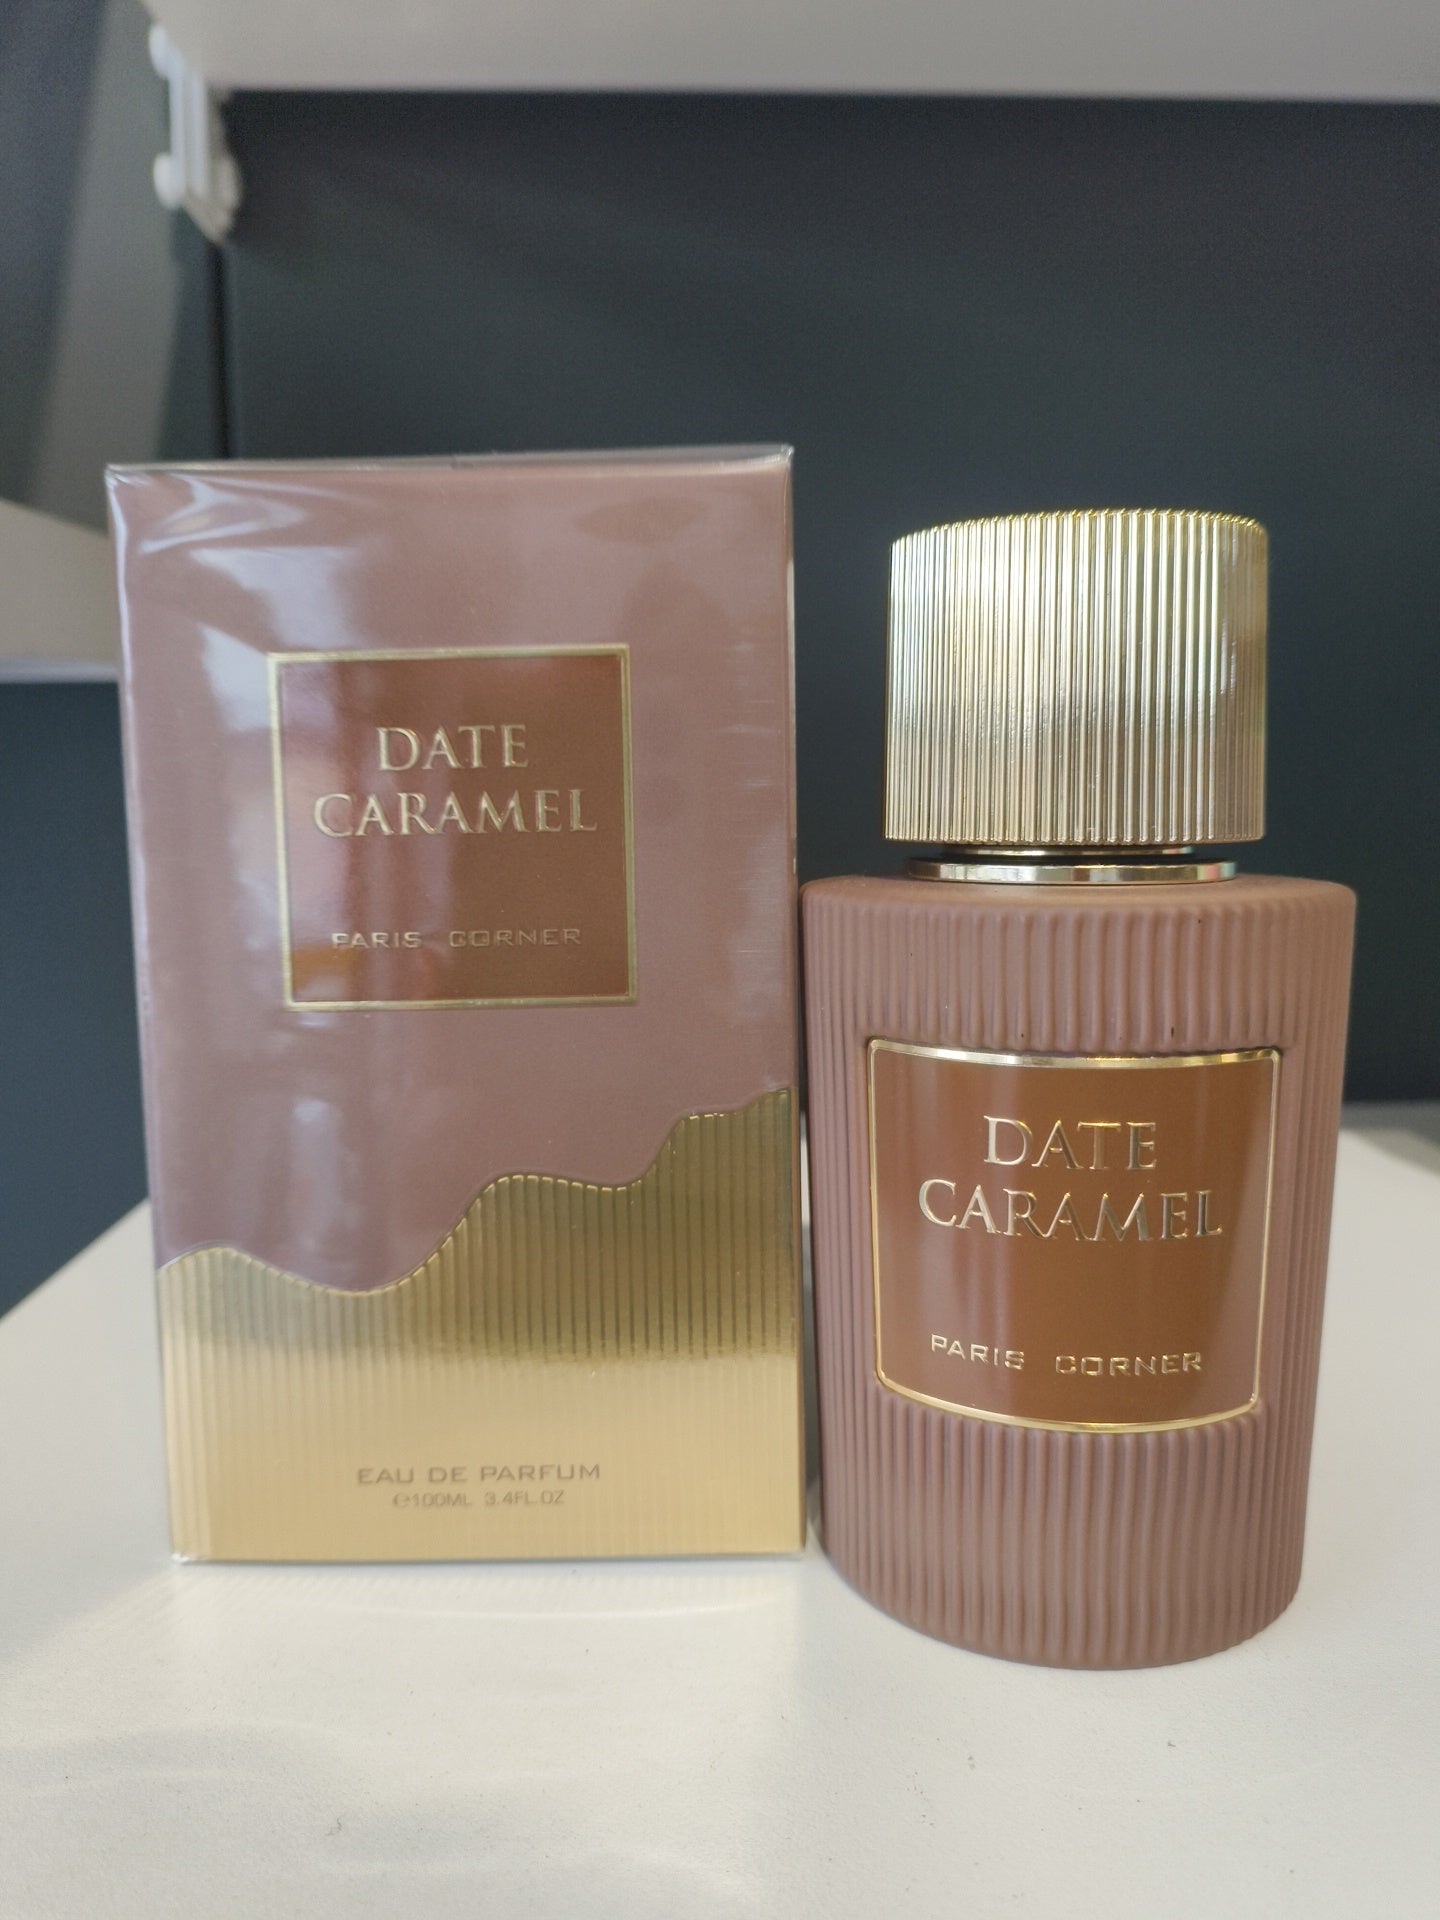 DATE
CARAMEL
PARIS CORNER
EAU DE PARFUM
℮100ML 3.4FL.OZ
DATE
CARAMEL
PARIS CORNER